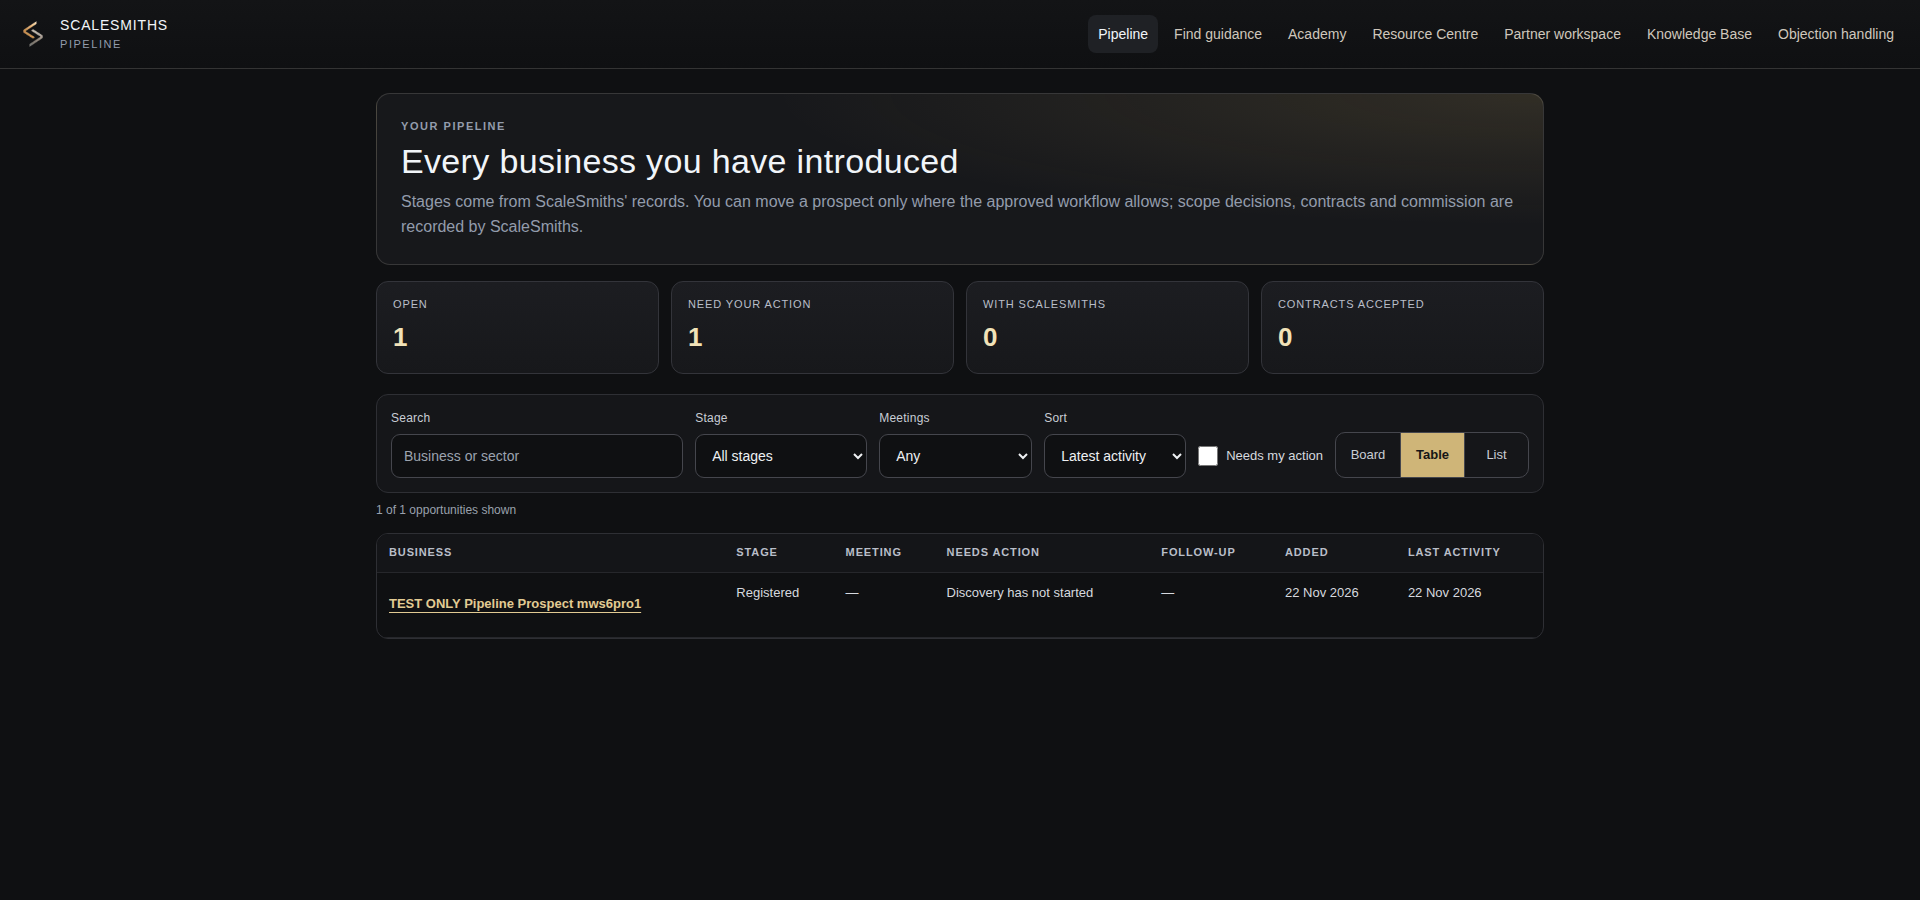 SCALESMITHS
PIPELINE
Pipeline
Find guidance
Academy
Resource Centre
Partner workspace
Knowledge Base
Objection handling
YOUR PIPELINE
Every business you have introduced
Stages come from ScaleSmiths' records. You can move a prospect only where the approved workflow allows; scope decisions, contracts and commission are
recorded by ScaleSmiths.
OPEN
1
NEED YOUR ACTION
1
WITH SCALESMITHS
0
CONTRACTS ACCEPTED
0
Search
Business or sector
Stage
All stages
Meetings
Any
Sort
Latest activity
Needs my action
Board
Table
List
1 of 1 opportunities shown
BUSINESS STAGE MEETING NEEDS ACTION FOLLOW-UP ADDED LAST ACTIVITY
TEST ONLY Pipeline Prospect mws6pro1 Registered — Discovery has not started — 22 Nov 2026 22 Nov 2026